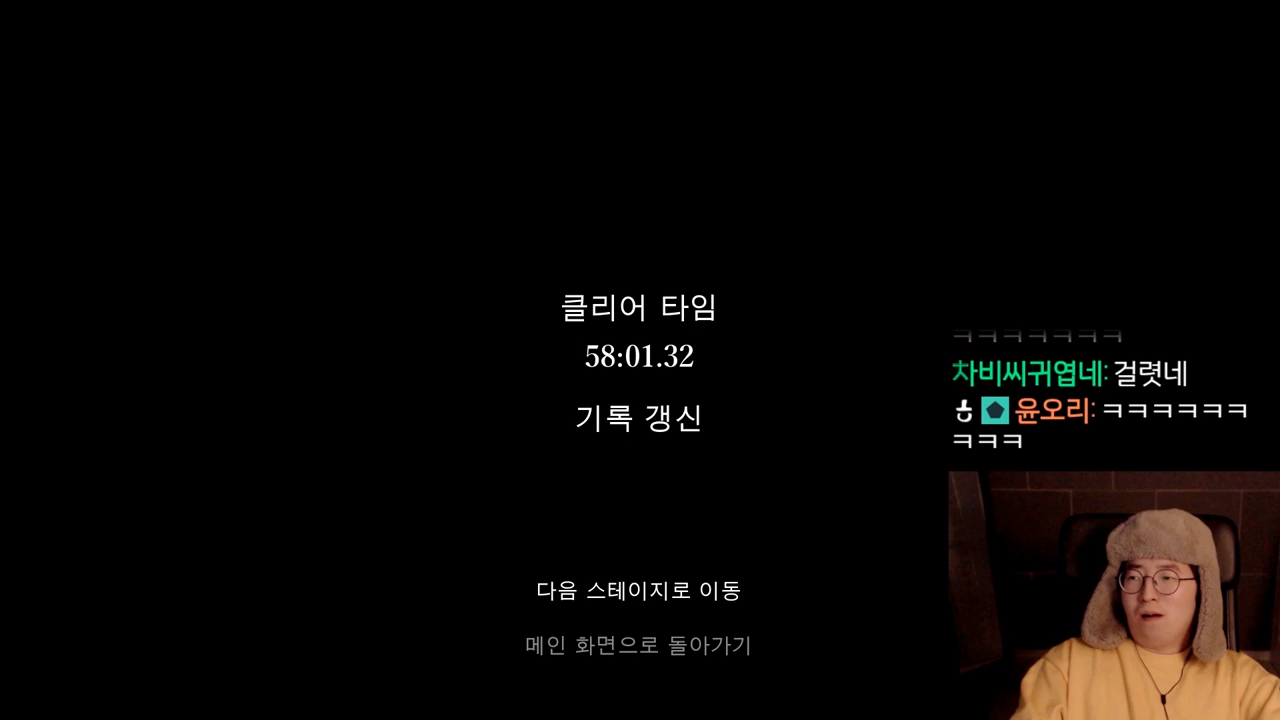 클리어 타임
58:01.32
기록 갱신
다음 스테이지로 이동
메인 화면으로 돌아가기
ㅋㅋㅋㅋㅋㅋㅋ
차비씨귀엽네: 걸렷네
윤오리: ㅋㅋㅋㅋㅋㅋ
ㅋㅋㅋ